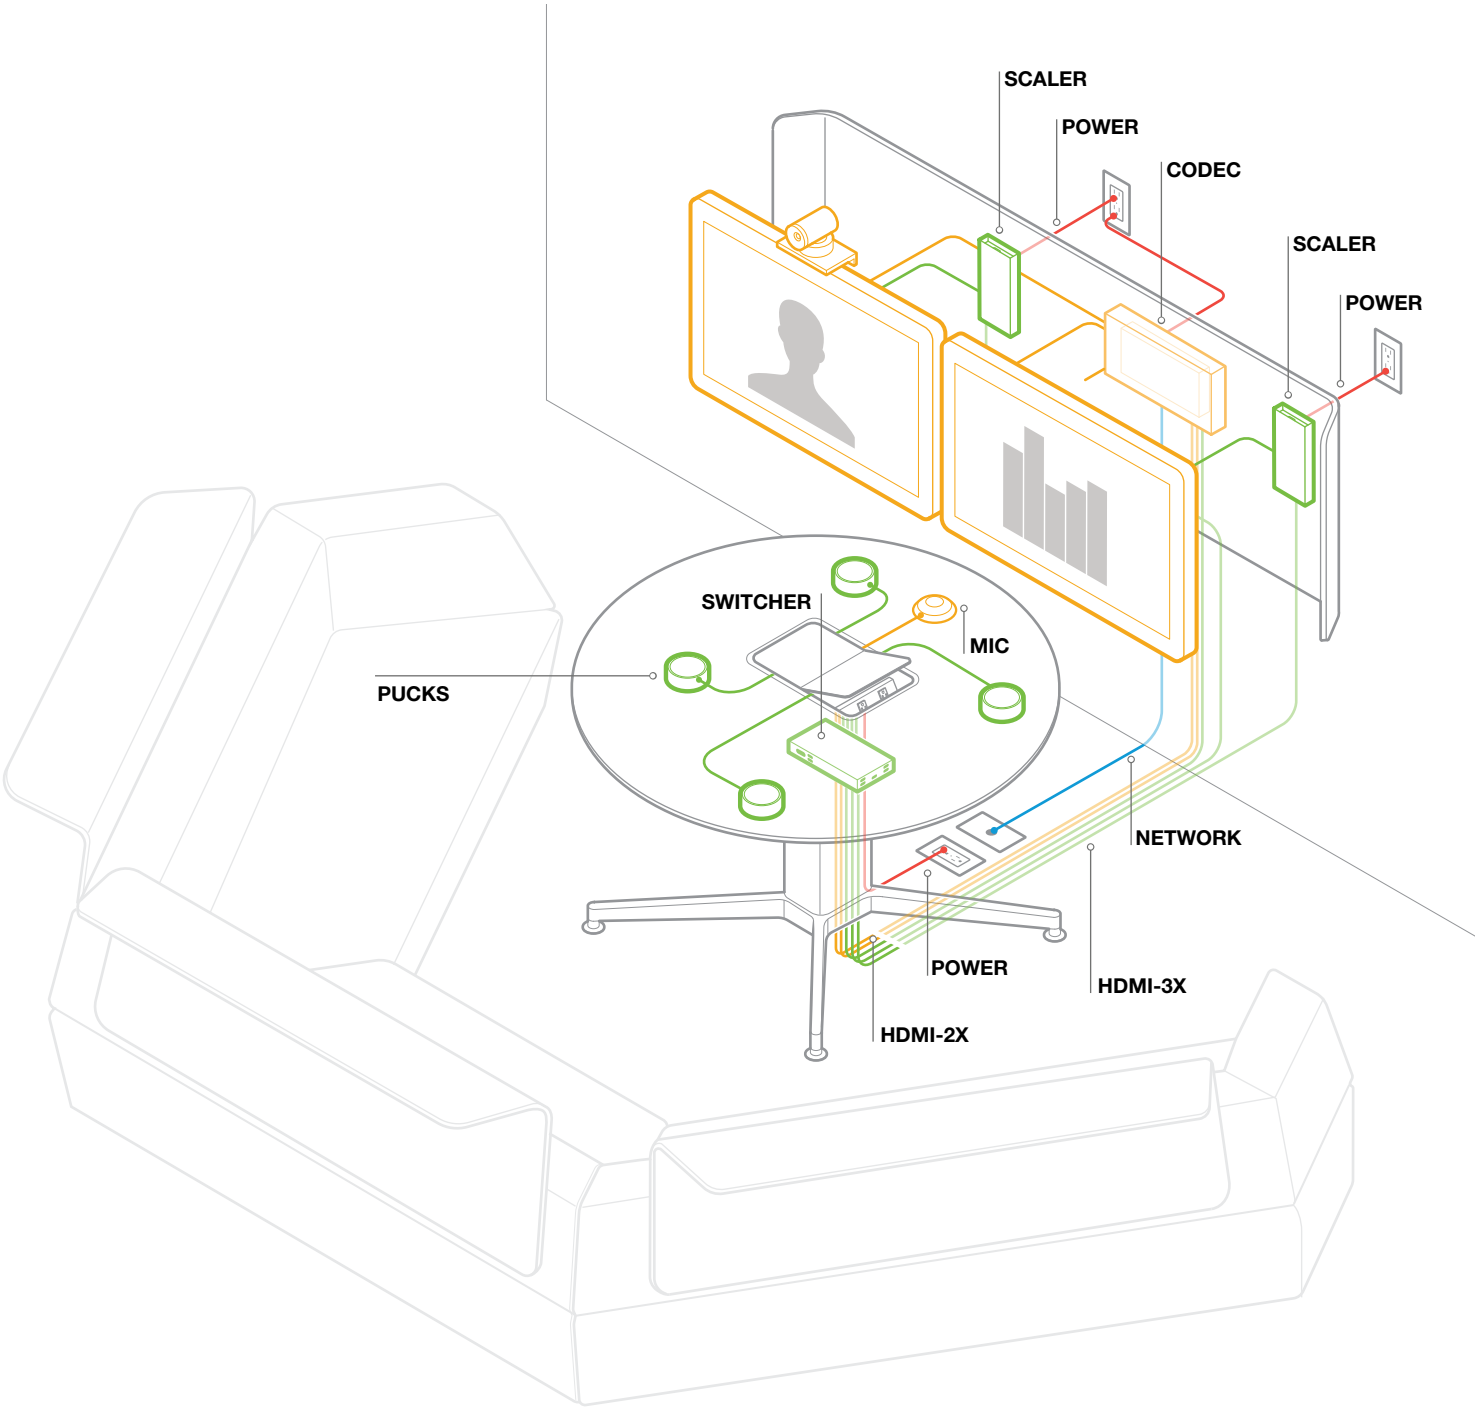 SCALER
POWER
CODEC
SCALER
POWER
SWITCHER
MIC
PUCKS
NETWORK
POWER
HDMI-3X
HDMI-2X